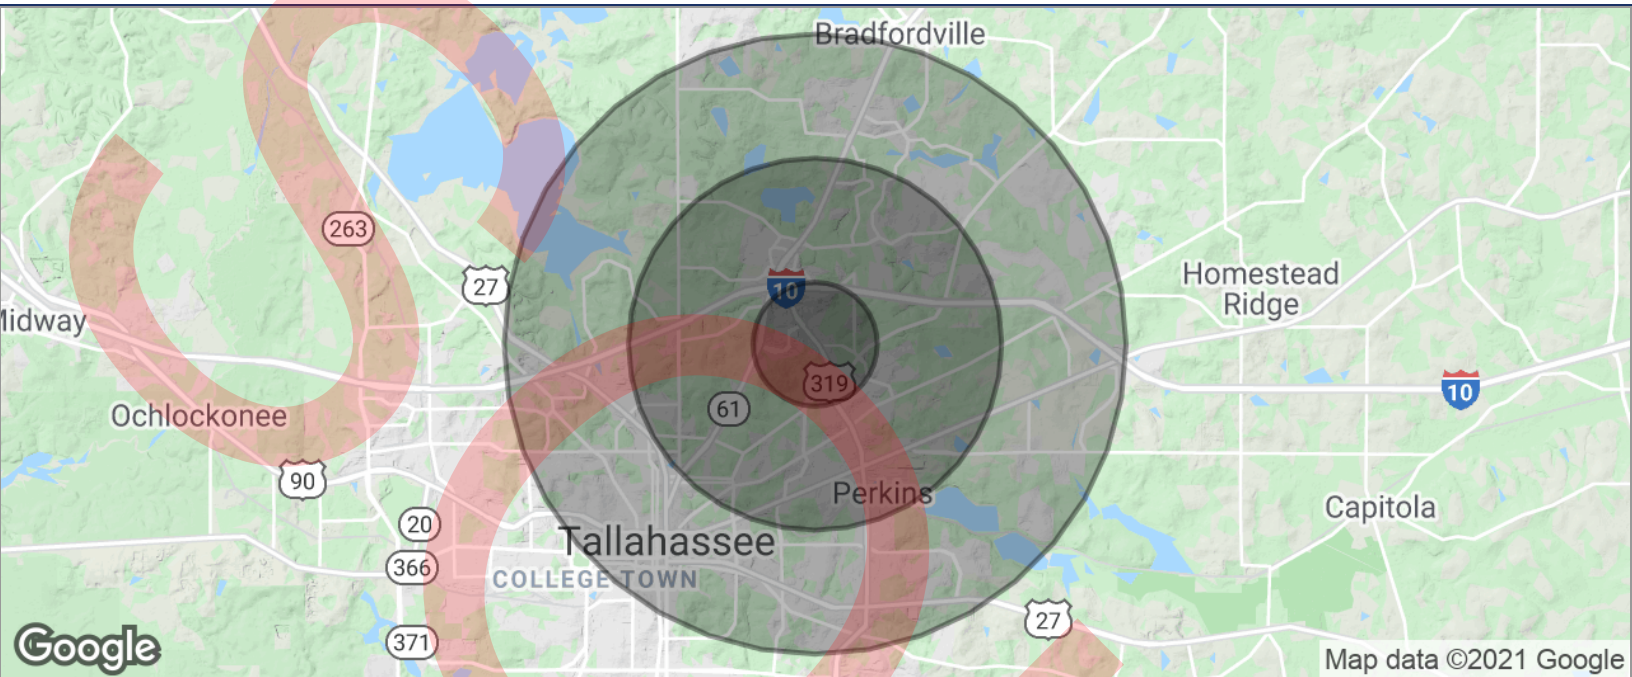 Bradfordville
263
27
10
Homestead
Ridge
Midway
319
10
61
Ochlockonee
90
Perkins
Capitola
20
Tallahassee
366
COLLEGE TOWN
27
371
Google
Map data ©2021 Google